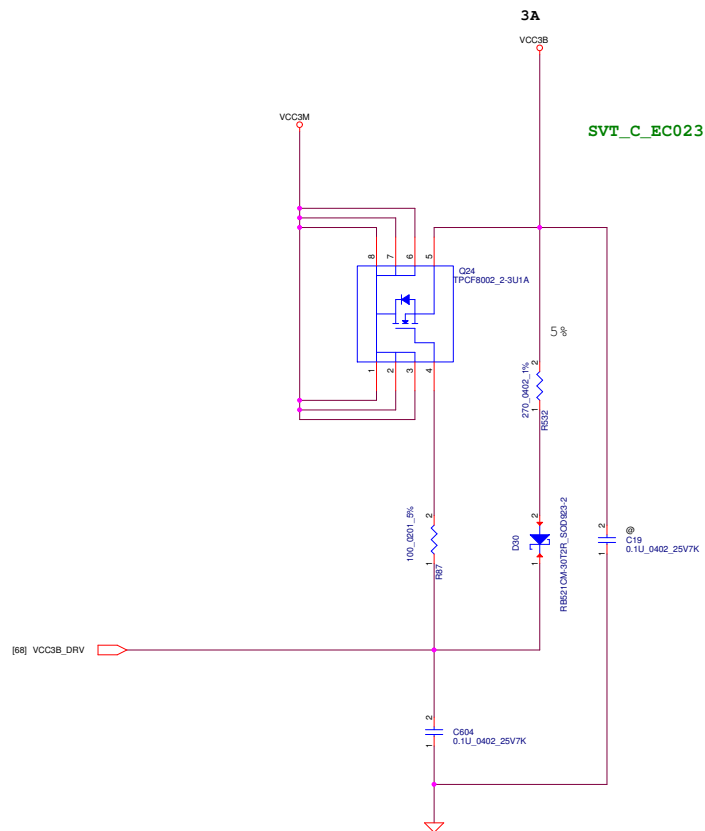 3A
VCC3B
VCC3M
SVT_C_EC023
8
7
6
5
Q24
TPCF8002_2-3U1A
1
2
3
4
5%
2
270_0402_1%
1
R532
2
100_0201_5%
1
R87
2
D30
1
RB521CM-30T2R_SOD923-2
2
@
C19
0.1U_0402_25V7K
1
[68] VCC3B_DRV
2
C604
0.1U_0402_25V7K
1